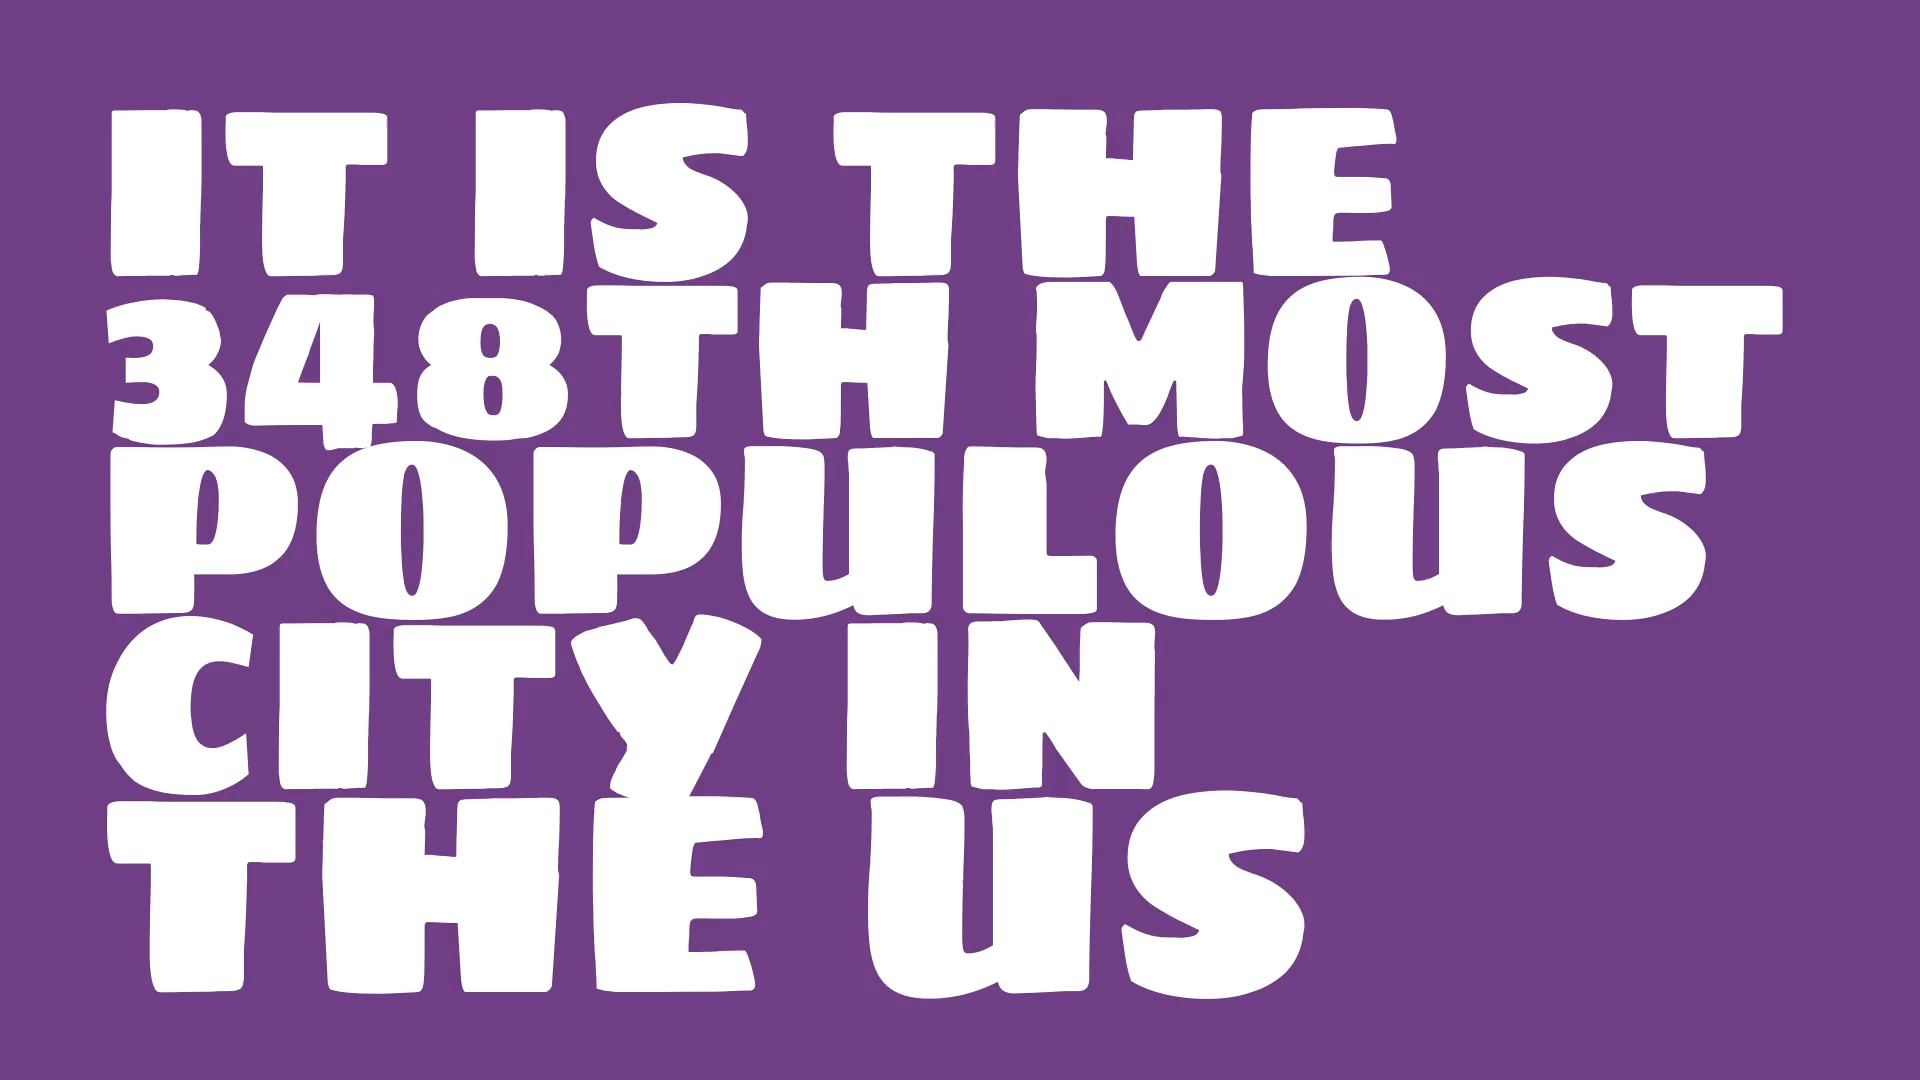 IT IS THE
348TH MOST
POPULOUS
CITY IN
THE US